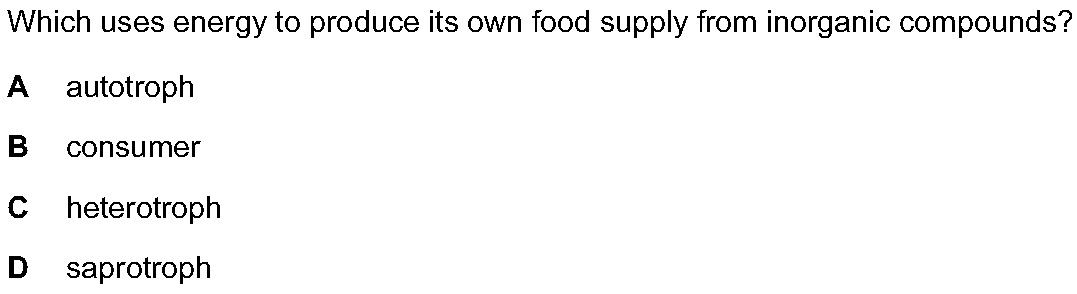 Which uses energy to produce its own food supply from inorganic compounds?
A autotroph
B consumer
C heterotroph
D saprotroph